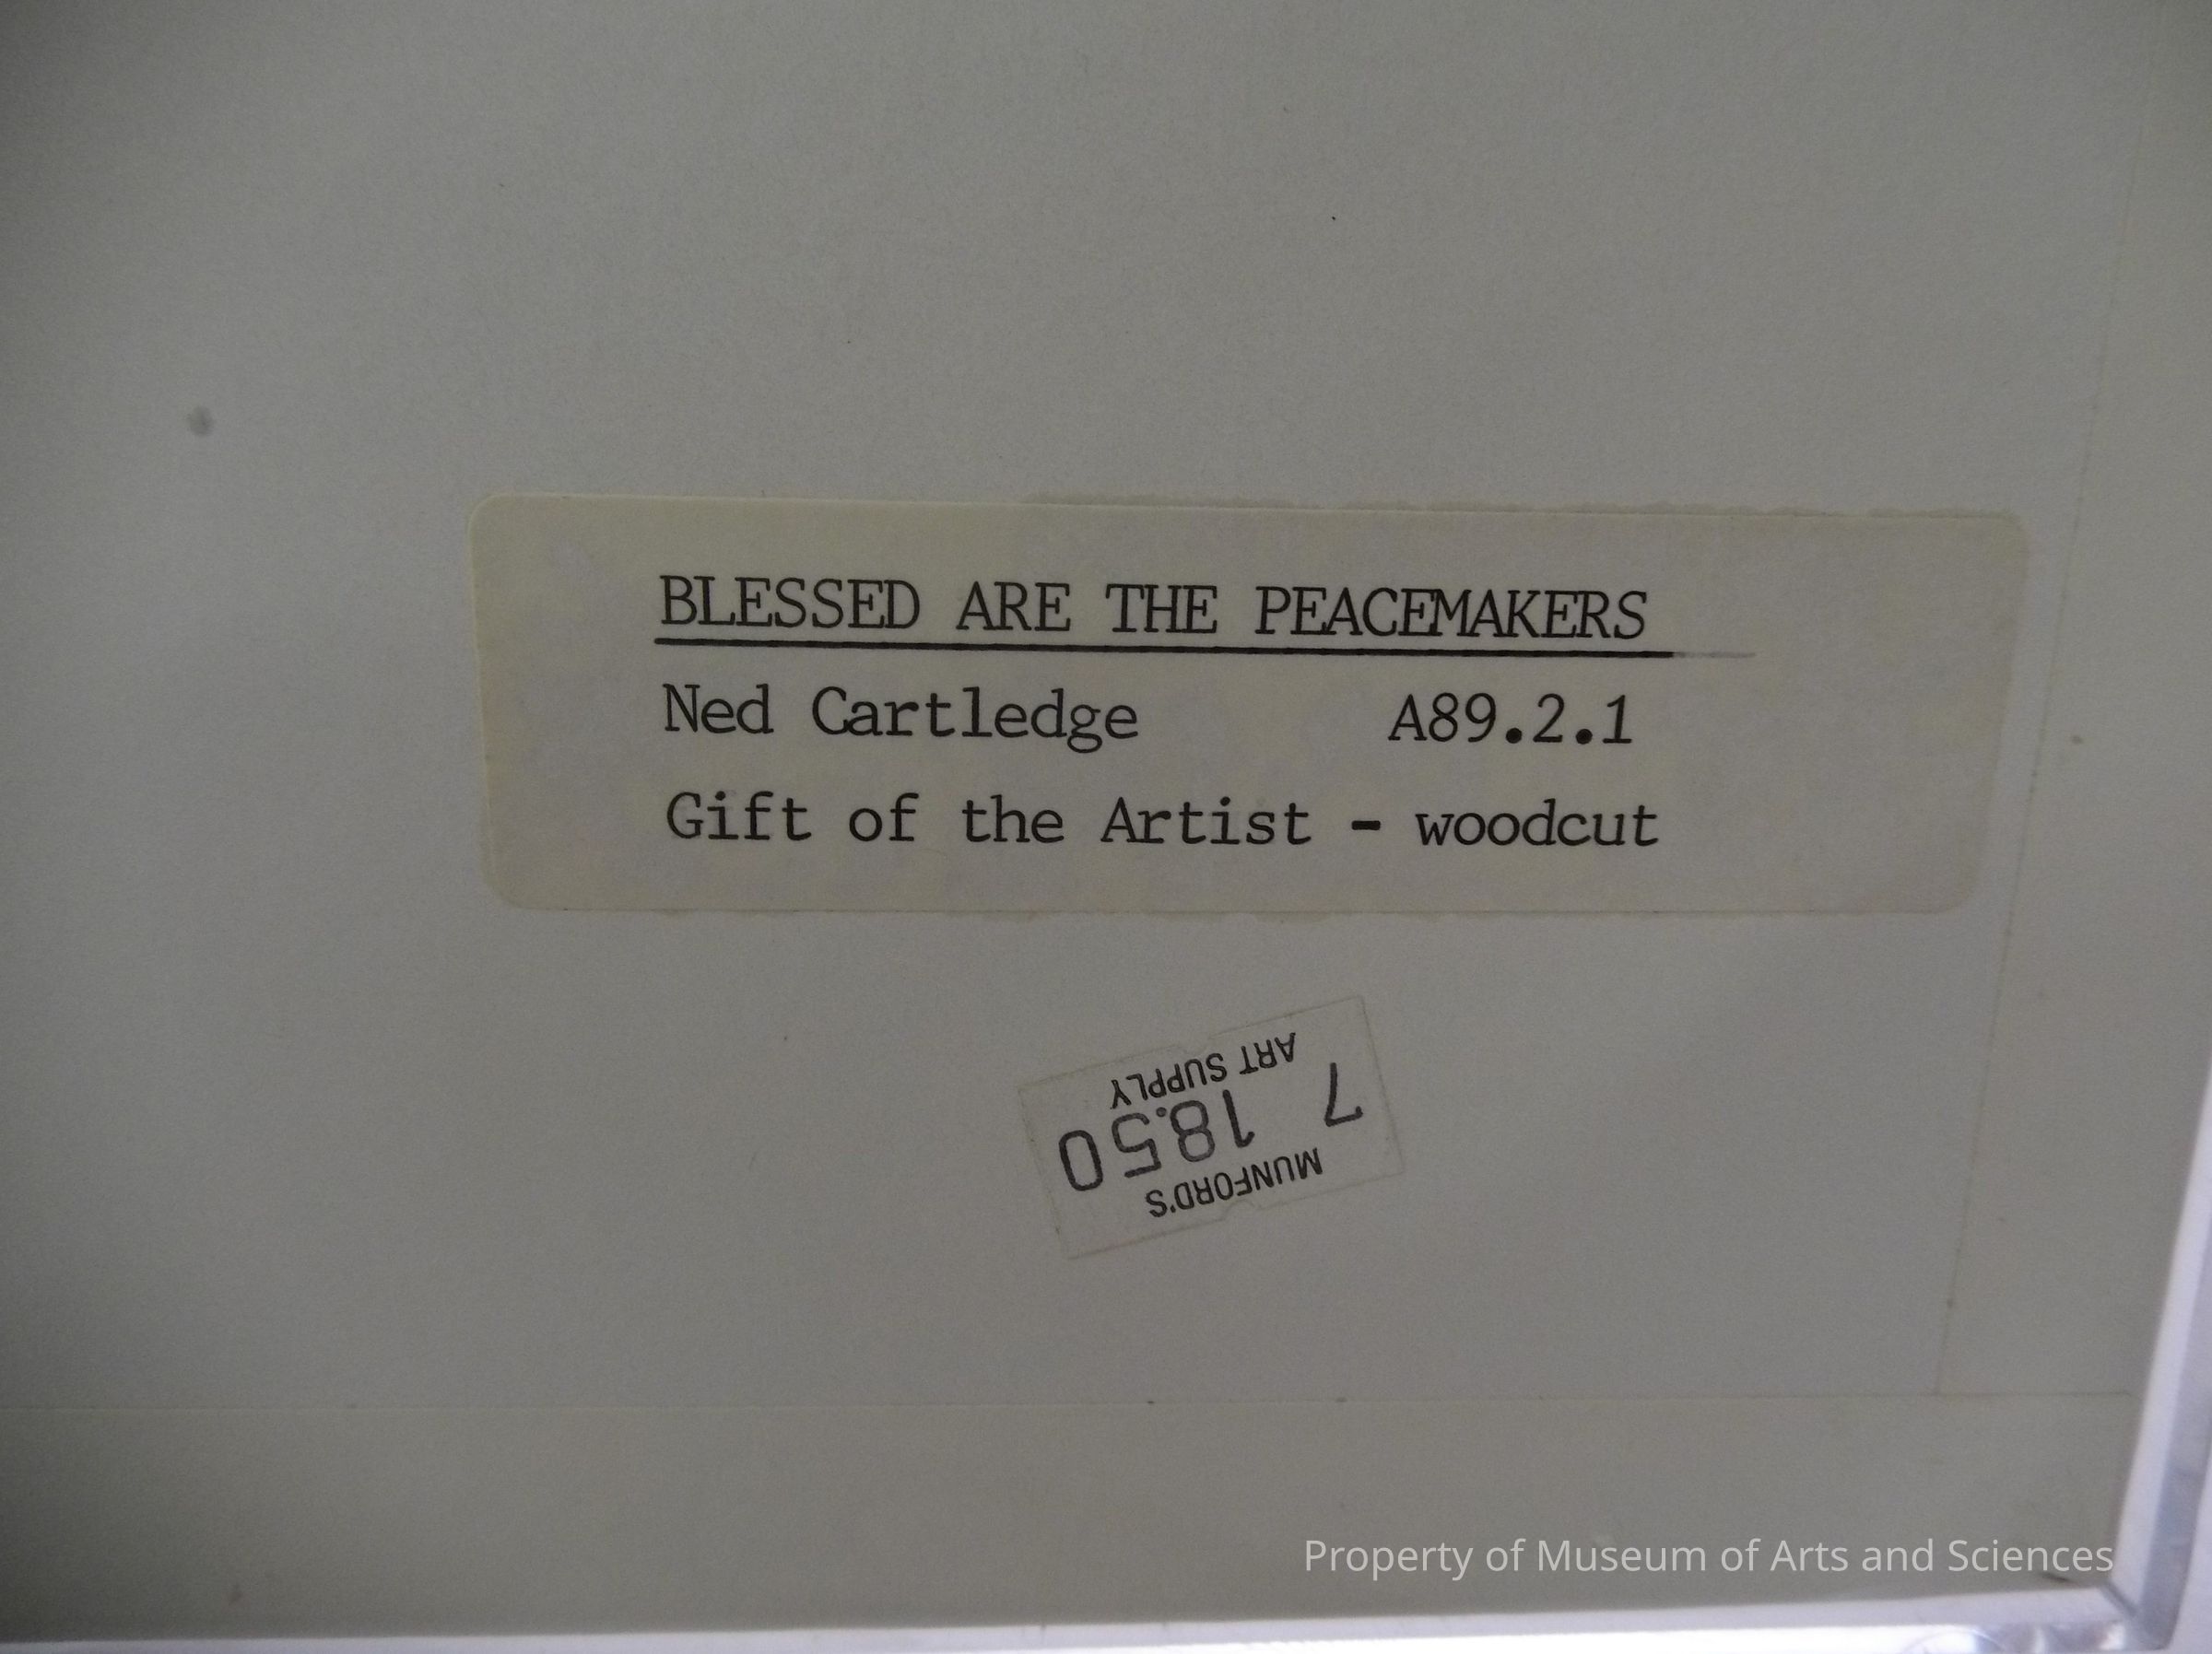 BLESSED ARE THE PEACEMAKERS
Ned Cartledge A89.2.1
Gift of the Artist - woodcut
MUNFORD'S
7 18.50
ART SUPPLY
Property of Museum of Arts and Sciences